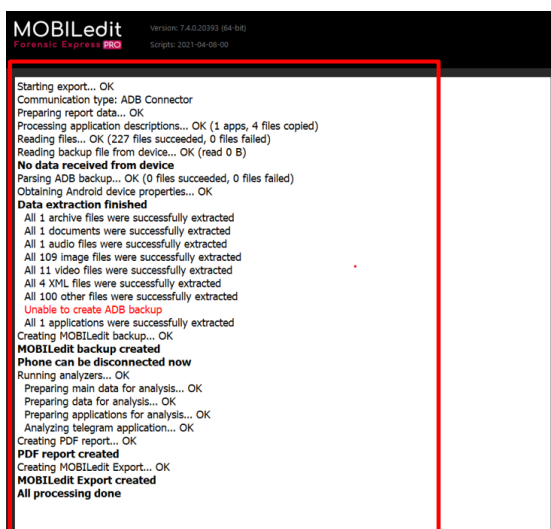 MOBILedit
Forensic Express PRO
Version: 7.4.0.20393 (64-bit)
Scripts: 2021-04-08-00
Starting export... OK
Communication type: ADB Connector
Preparing report data... OK
Processing application descriptions... OK (1 apps, 4 files copied)
Reading files... OK (227 files succeeded, 0 files failed)
Reading backup file from device... OK (read 0 B)
No data received from device
Parsing ADB backup... OK (0 files succeeded, 0 files failed)
Obtaining Android device properties... OK
Data extraction finished
All 1 archive files were successfully extracted
All 1 documents were successfully extracted
All 1 audio files were successfully extracted
All 109 image files were successfully extracted
All 11 video files were successfully extracted
All 4 XML files were successfully extracted
All 100 other files were successfully extracted
Unable to create ADB backup
All 1 applications were successfully extracted
Creating MOBILedit backup... OK
MOBILedit backup created
Phone can be disconnected now
Running analyzers... OK
Preparing main data for analysis... OK
Preparing data for analysis... OK
Preparing applications for analysis... OK
Analyzing telegram application... OK
Creating PDF report... OK
PDF report created
Creating MOBILedit Export... OK
MOBILedit Export created
All processing done